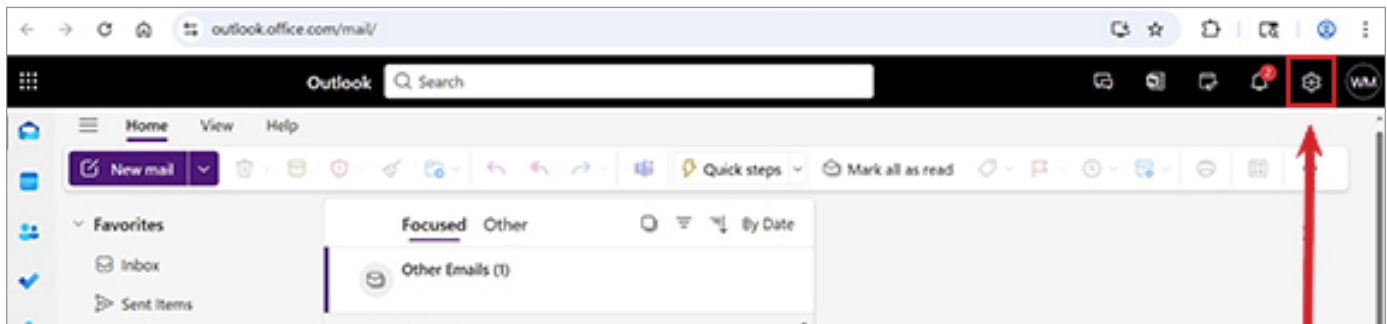 outlook.office.com/mail/
Outlook Search 2 WM
Home View Help
New mail Quick steps Mark all as read
Favorites Focused Other By Date
Inbox Other Emails (1)
Sent Items